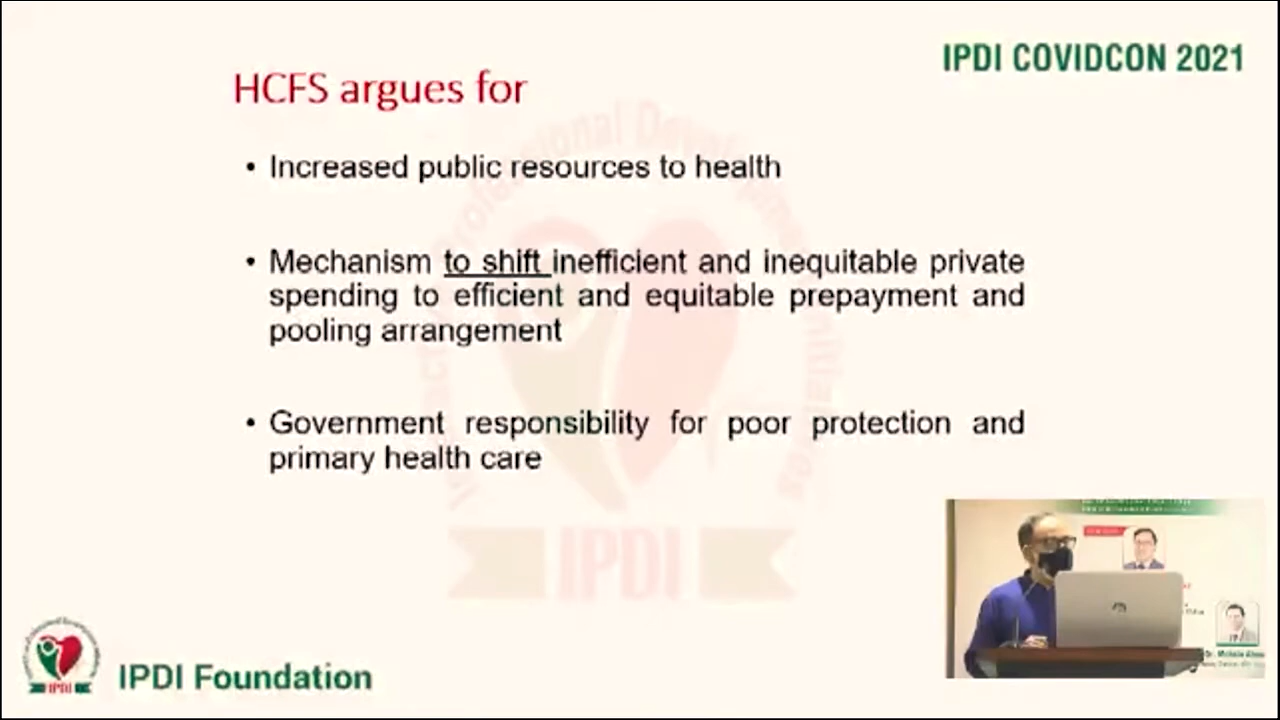 IPDI COVIDCON 2021
HCFS argues for
• Increased public resources to health
• Mechanism to shift inefficient and inequitable private
spending to efficient and equitable prepayment and
pooling arrangement
• Government responsibility for poor protection and
primary health care
IPDI
IPDI
IPDI Foundation